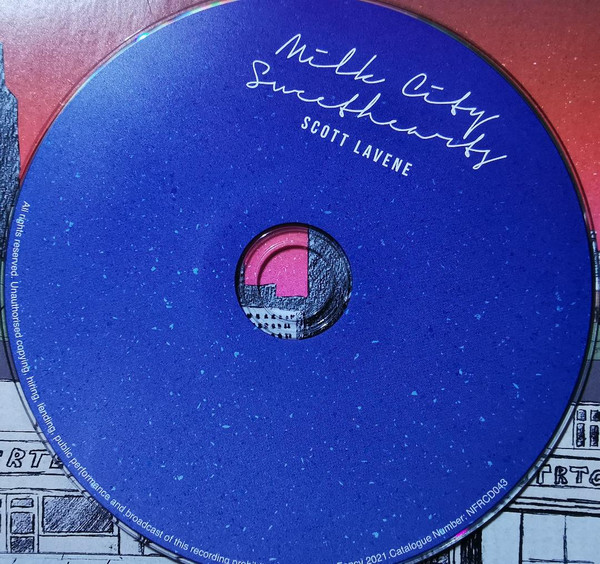 Milk City
Sweethearts
SCOTT LAVENE
All rights reserved. Unauthorised copying, hiring, lending, public performance and broadcast of this recording 2021. Catalogue Number: NFRCD043